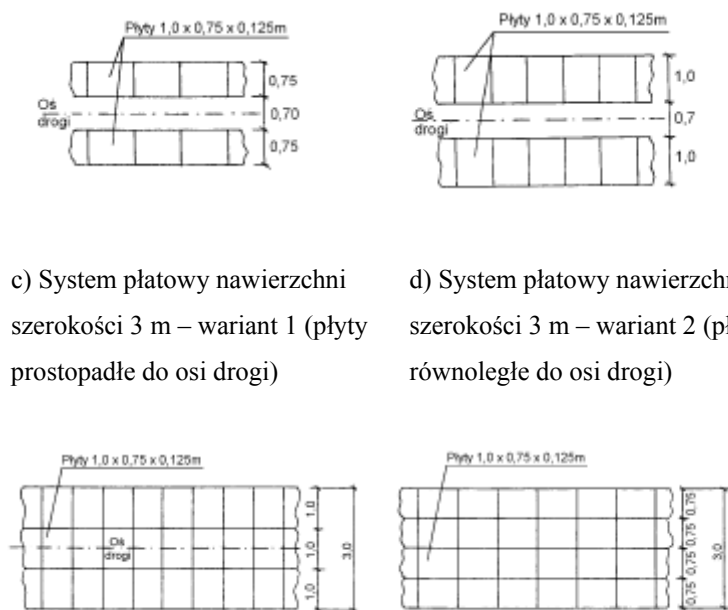 Płyty 1,0 x 0,75 x 0,125m
0,75
Oś
drogi
0,70
0,75
Płyty 1,0 x 0,75 x 0,125m
1,0
Oś
drogi
0,7
1,0
c) System płatowy nawierzchni
szerokości 3 m – wariant 1 (płyty
prostopadłe do osi drogi)
d) System płatowy nawierzchn
szerokości 3 m – wariant 2 (pł
równoległe do osi drogi)
Płyty 1,0 x 0,75 x 0,125m
1,0
Oś
drogi
1,0
1,0
3,0
Płyty 1,0 x 0,75 x 0,125m
0,75
0,75
0,75
0,75
3,0